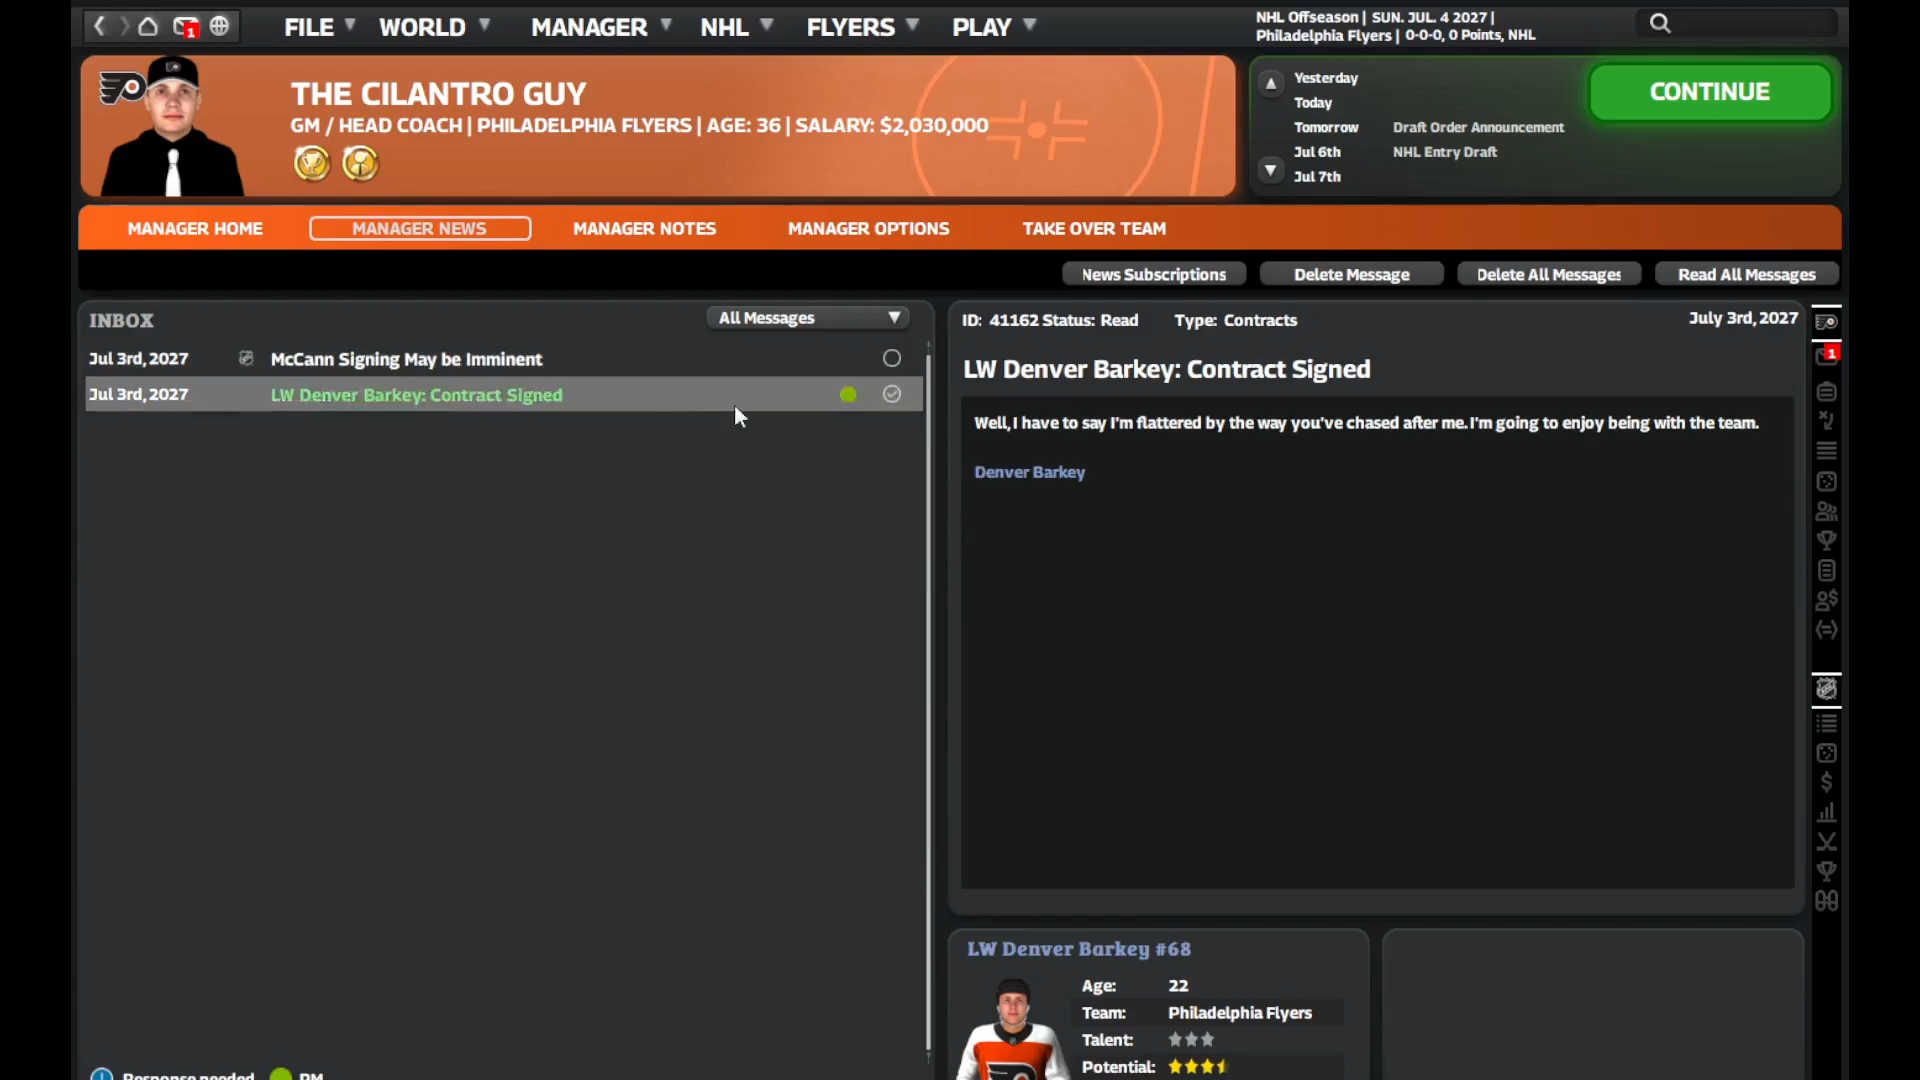 FILE WORLD MANAGER NHL FLYERS PLAY
NHL Offseason | SUN. JUL. 4 2027 |
Philadelphia Flyers | 0-0-0, 0 Points, NHL
1
THE CILANTRO GUY
GM / HEAD COACH | PHILADELPHIA FLYERS | AGE: 36 | SALARY: $2,030,000
Yesterday
Today
Tomorrow Draft Order Announcement
Jul 6th NHL Entry Draft
Jul 7th
CONTINUE
MANAGER HOME MANAGER NEWS MANAGER NOTES MANAGER OPTIONS TAKE OVER TEAM
News Subscriptions Delete Message Delete All Messages Read All Messages
INBOX All Messages
Jul 3rd, 2027 McCann Signing May be Imminent
Jul 3rd, 2027 LW Denver Barkey: Contract Signed
ID: 41162 Status: Read Type: Contracts July 3rd, 2027
LW Denver Barkey: Contract Signed
Well, I have to say I'm flattered by the way you've chased after me. I'm going to enjoy being with the team.
Denver Barkey
1
LW Denver Barkey #68
Age: 22
Team: Philadelphia Flyers
Talent:
Potential:
Response needed PM